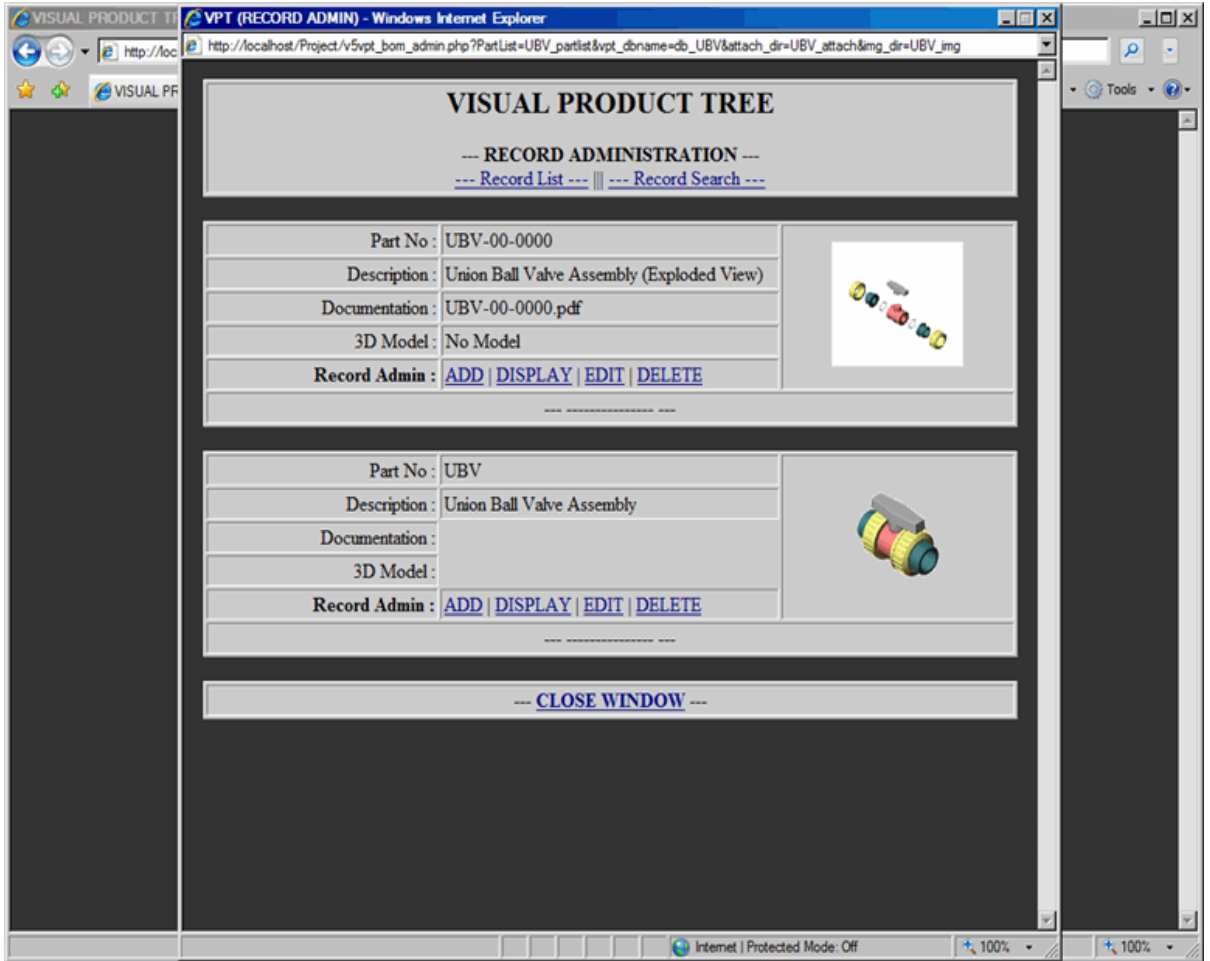 VISUAL PRODUCT TR
VPT (RECORD ADMIN) - Windows Internet Explorer
http://loc
http://localhost/Project/v5vpt_bom_admin.php?PartList=UBV_partlist&vpt_dbname=db_UBV&attach_dir=UBV_attach&img_dir=UBV_img
VISUAL PR
Tools
VISUAL PRODUCT TREE
--- RECORD ADMINISTRATION ---
--- Record List --- ||| --- Record Search ---
Part No : UBV-00-0000
Description : Union Ball Valve Assembly (Exploded View)
Documentation : UBV-00-0000.pdf
3D Model : No Model
Record Admin : ADD | DISPLAY | EDIT | DELETE
--- --------------- ---
Part No : UBV
Description : Union Ball Valve Assembly
Documentation :
3D Model :
Record Admin : ADD | DISPLAY | EDIT | DELETE
--- --------------- ---
--- CLOSE WINDOW ---
Internet | Protected Mode: Off 100% 100%